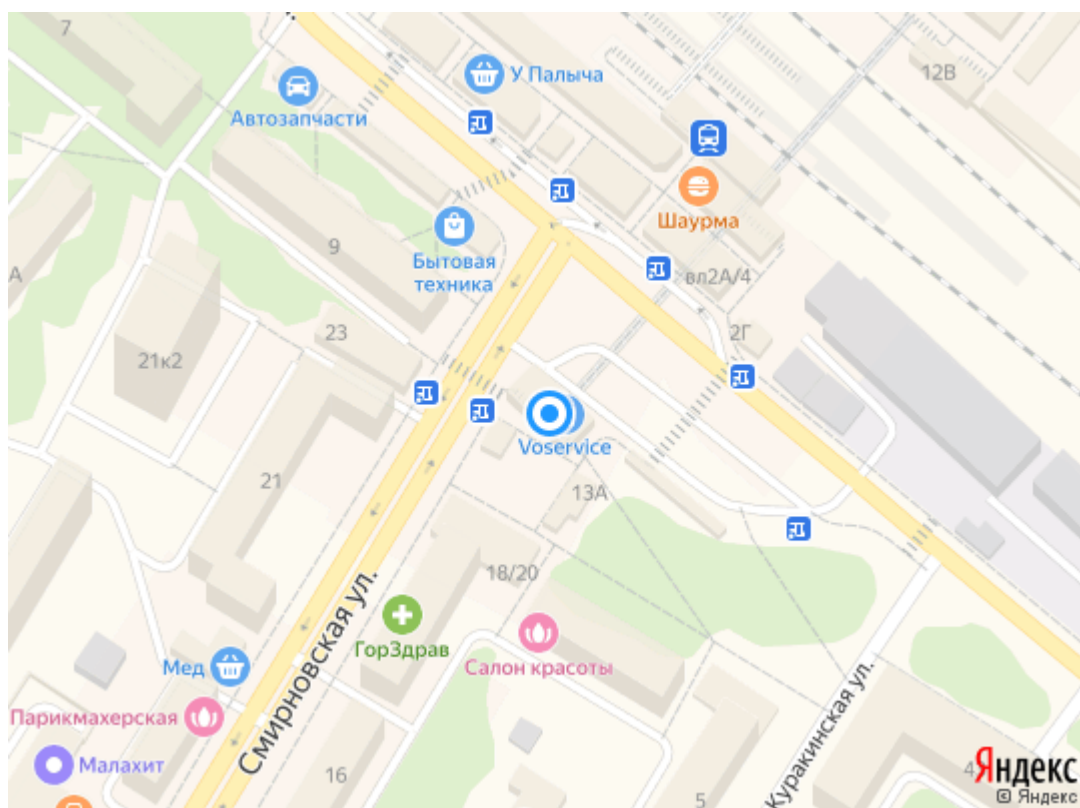 7
У Палыча
12В
Автозапчасти
Шаурма
9
Бытовая
техника
вл2А/4
А
23
2Г
21к2
Voservice
21
13А
18/20
ГорЗдрав
Салон красоты
Мед
Парикмахерская
Смирновская ул.
Куракинская ул.
Малахит
16
5
4
Яндекс
© Яндекс